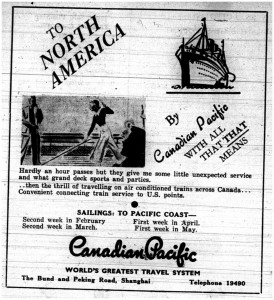 TO
NORTH
AMERICA
By
Canadian Pacific
WITH ALL
THAT THAT
MEANS
Hardly an hour passes but they give me some little unexpected service
and what grand deck sports and parties.
..then the thrill of travelling on air conditioned trains across Canada...
Convenient connecting train service to U.S. points.
SAILINGS: TO PACIFIC COAST—
Second week in February First week in April.
Second week in March. First week in May.
Canadian Pacific
WORLD'S GREATEST TRAVEL SYSTEM
The Bund and Peking Road, Shanghai Telephone 19490